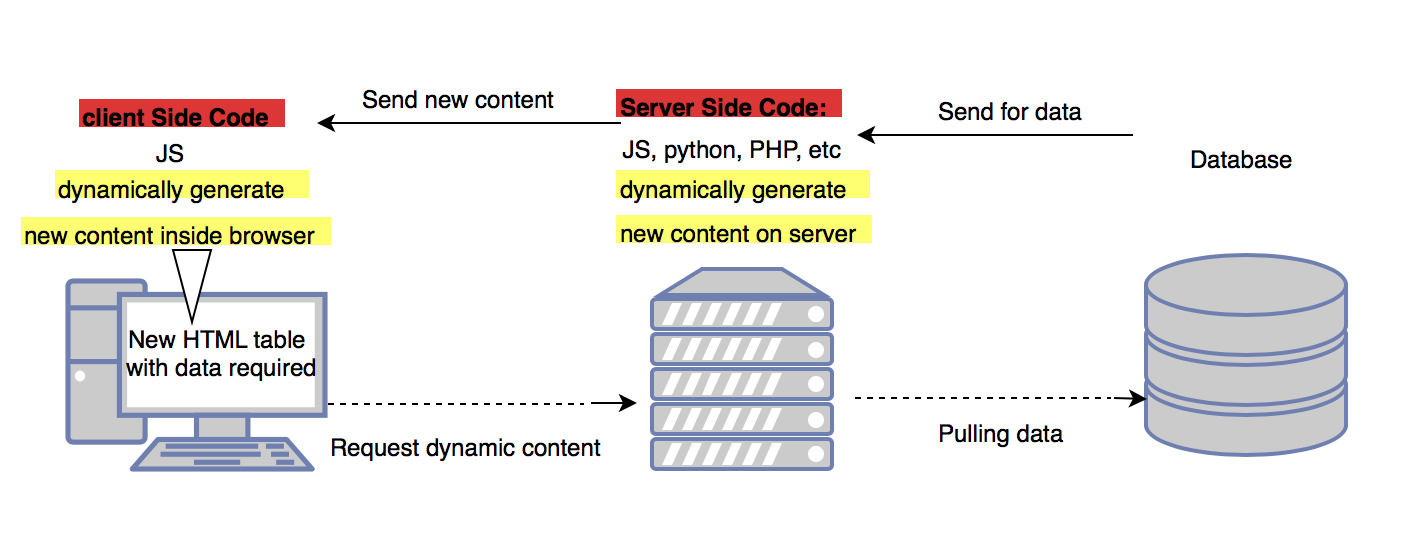 client Side Code
JS
dynamically generate
new content inside browser
New HTML table
with data required
Send new content
Request dynamic content
Server Side Code:
JS, python, PHP, etc
dynamically generate
new content on server
Send for data
Pulling data
Database